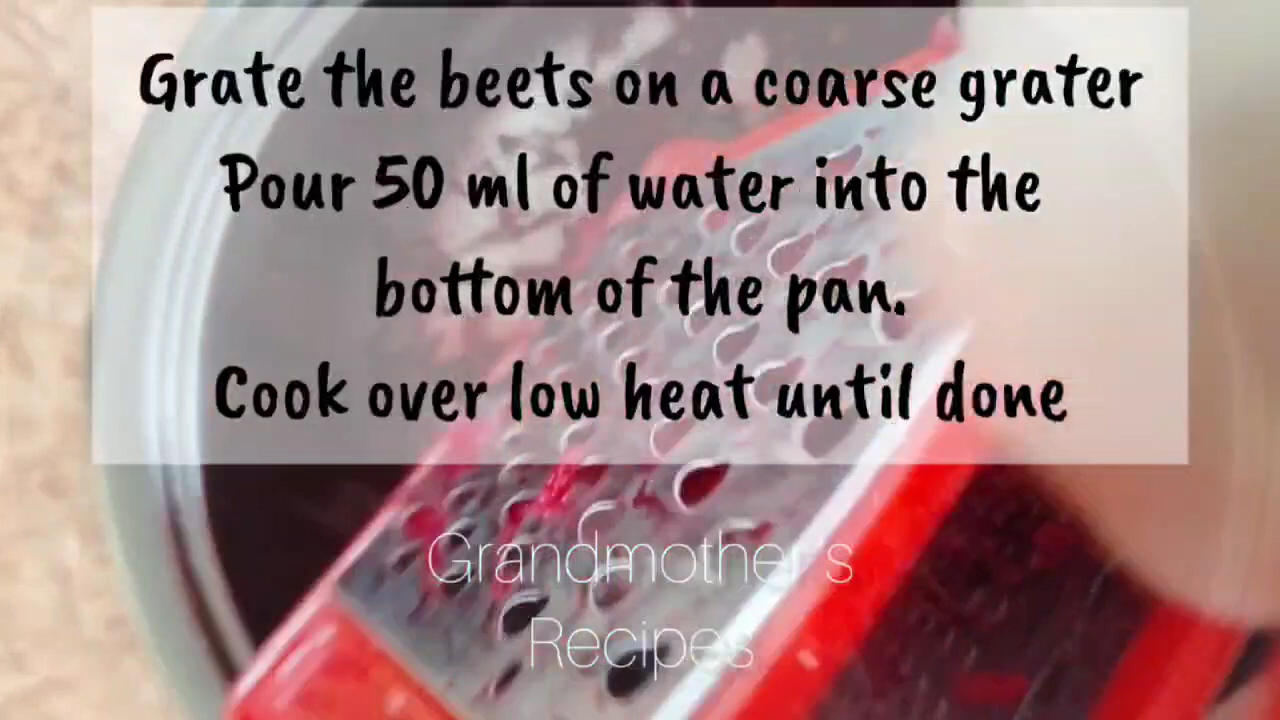 Grate the beets on a coarse grater
Pour 50 ml of water into the
bottom of the pan.
Cook over low heat until done
Grandmother's
Recipes